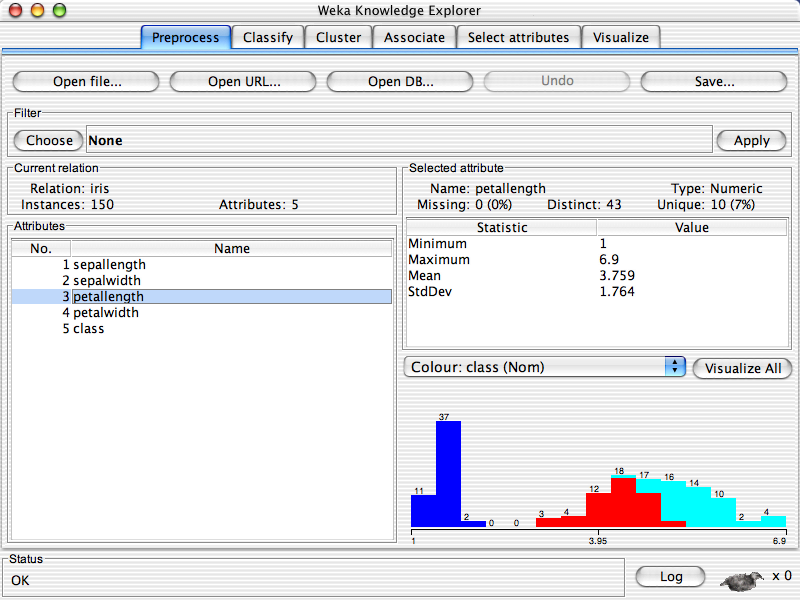 Weka Knowledge Explorer
Preprocess Classify Cluster Associate Select attributes Visualize
Open file... Open URL... Open DB... Undo Save...
Filter
Choose None Apply
Current relation
Relation: iris
Instances: 150 Attributes: 5
Attributes
No. Name
1 sepallength
2 sepalwidth
3 petallength
4 petalwidth
5 class
Selected attribute
Name: petallength Type: Numeric
Missing: 0 (0%) Distinct: 43 Unique: 10 (7%)
Statistic Value
Minimum 1
Maximum 6.9
Mean 3.759
StdDev 1.764
Colour: class (Nom) Visualize All
11 37 2 0 0 3 4 12 18 17 16 14 10 2 4
1 3.95 6.9
Status
OK
Log x 0